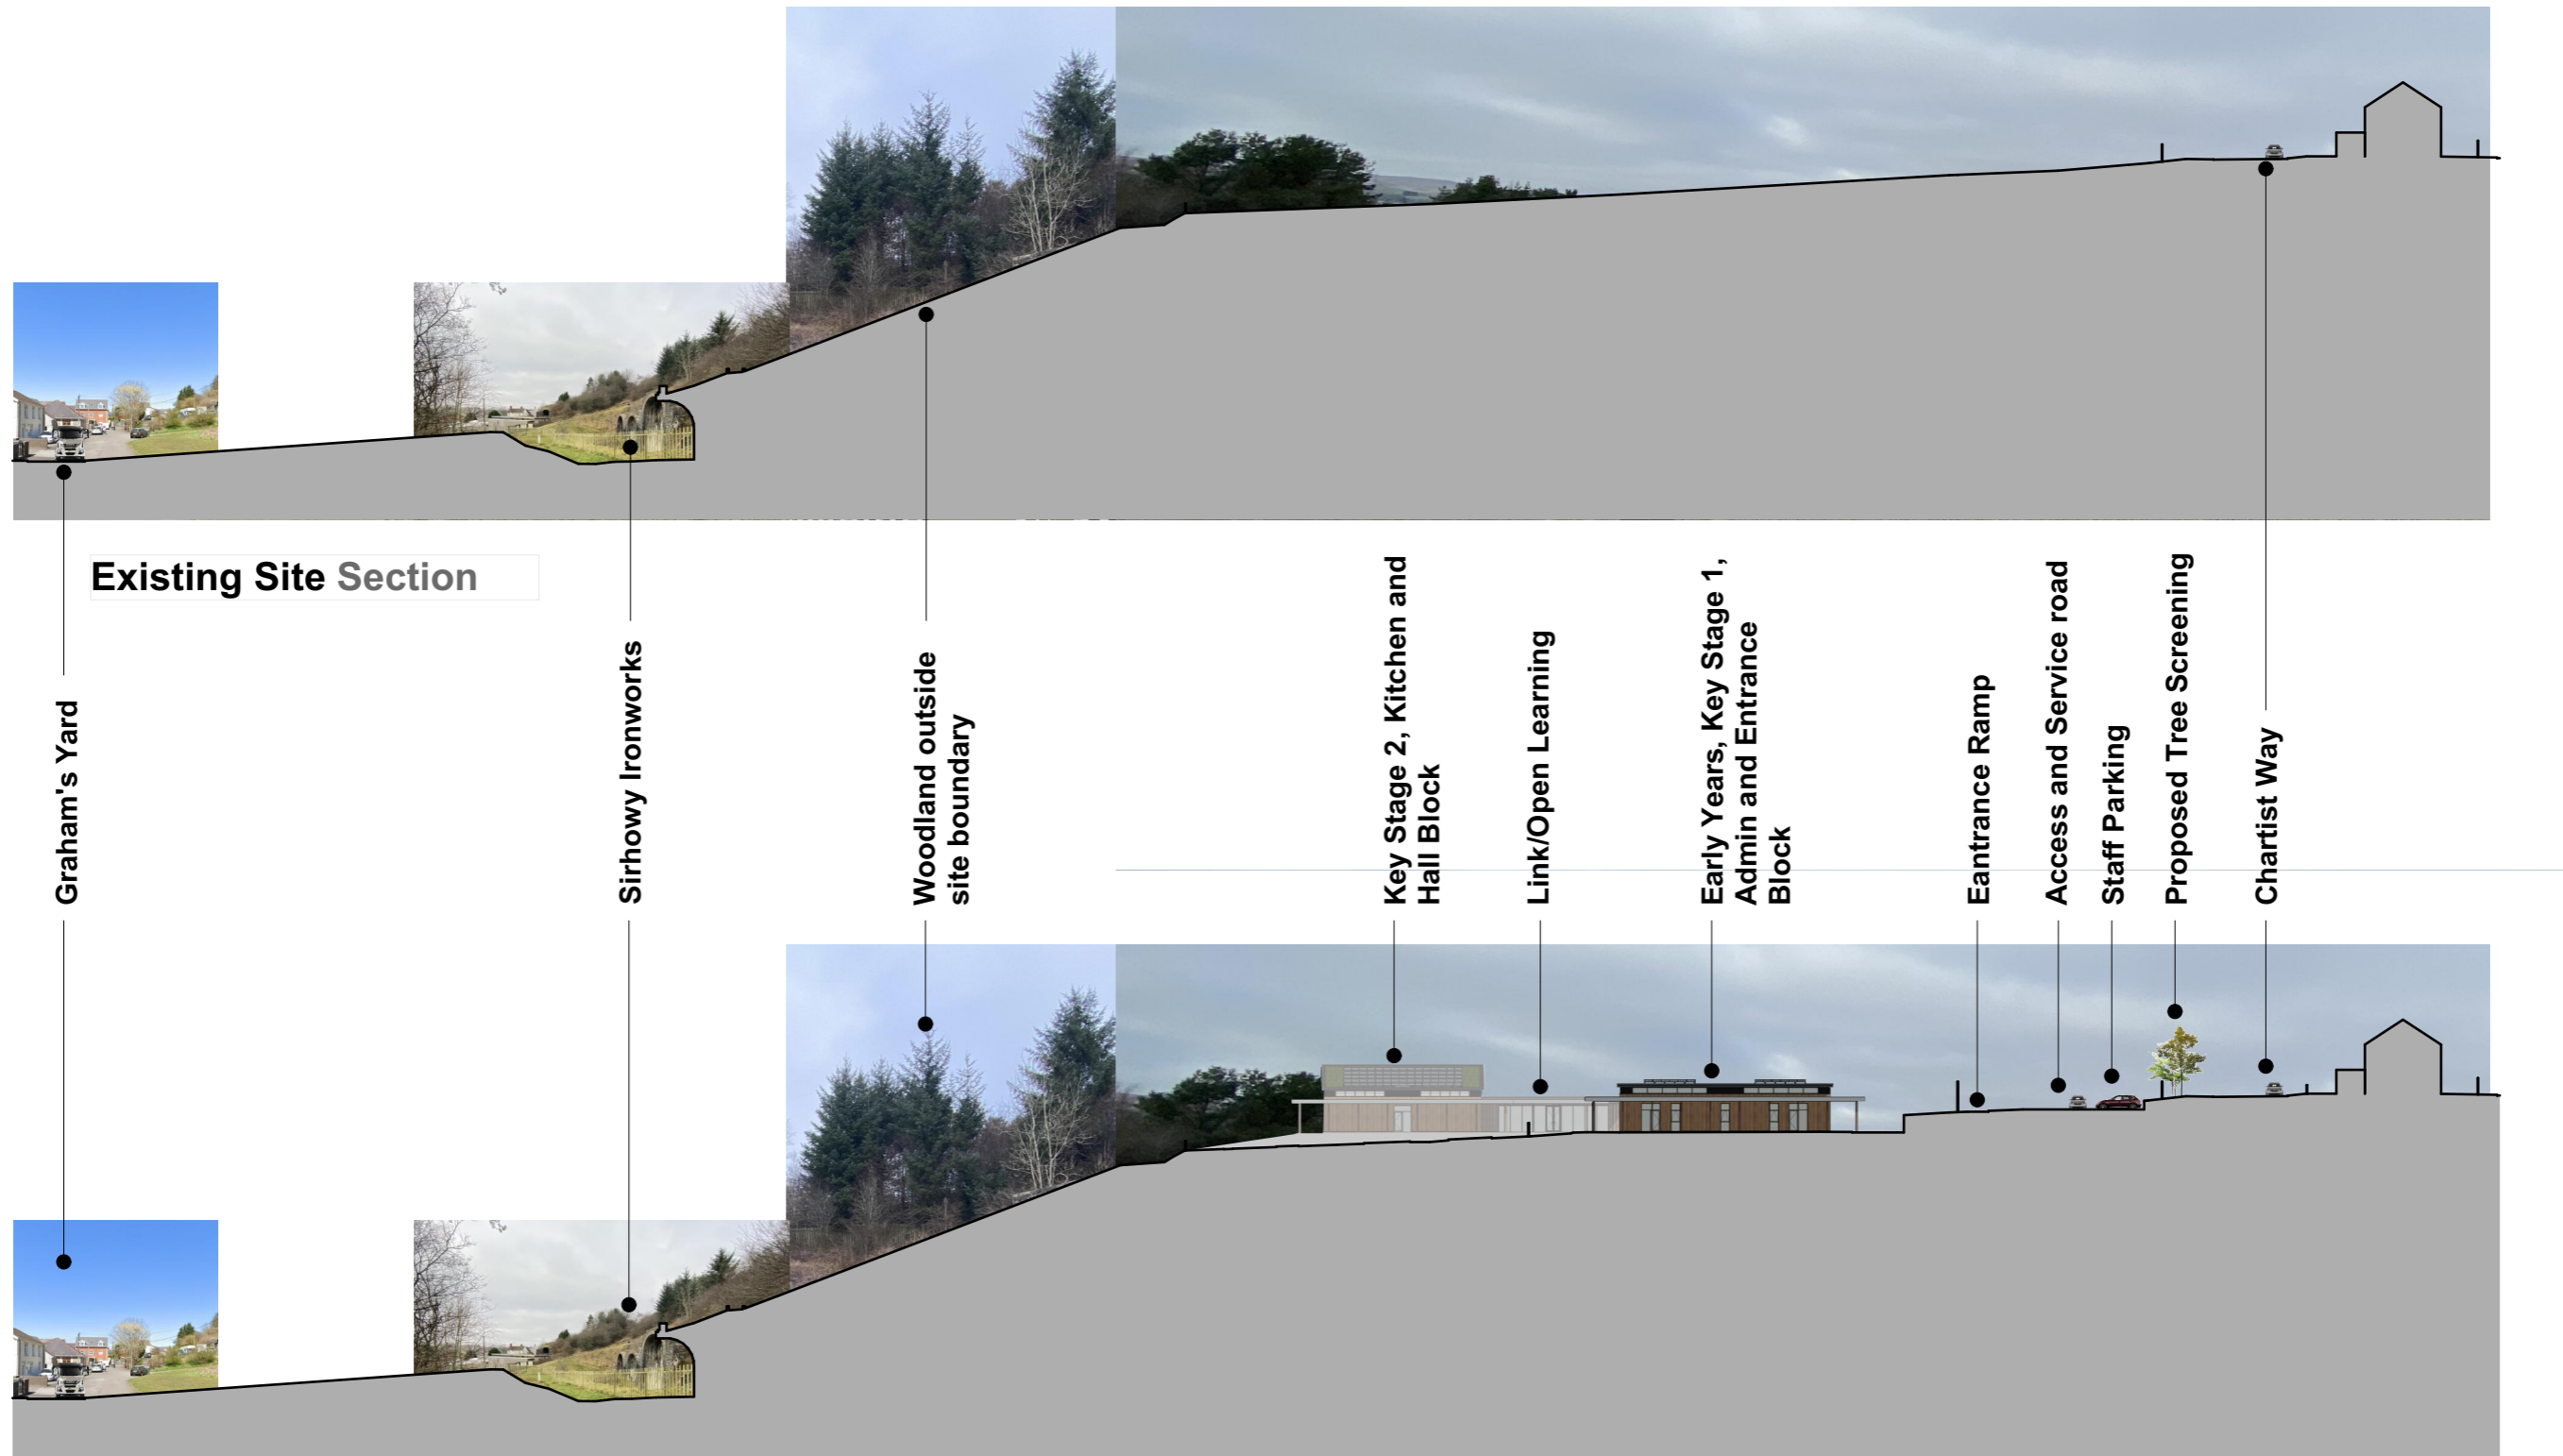 Existing Site Section
Graham's Yard
Sirhowy Ironworks
Woodland outside
site boundary
Key Stage 2, Kitchen and
Hall Block
Link/Open Learning
Early Years, Key Stage 1,
Admin and Entrance
Block
Eantrance Ramp
Access and Service road
Staff Parking
Proposed Tree Screening
Chartist Way